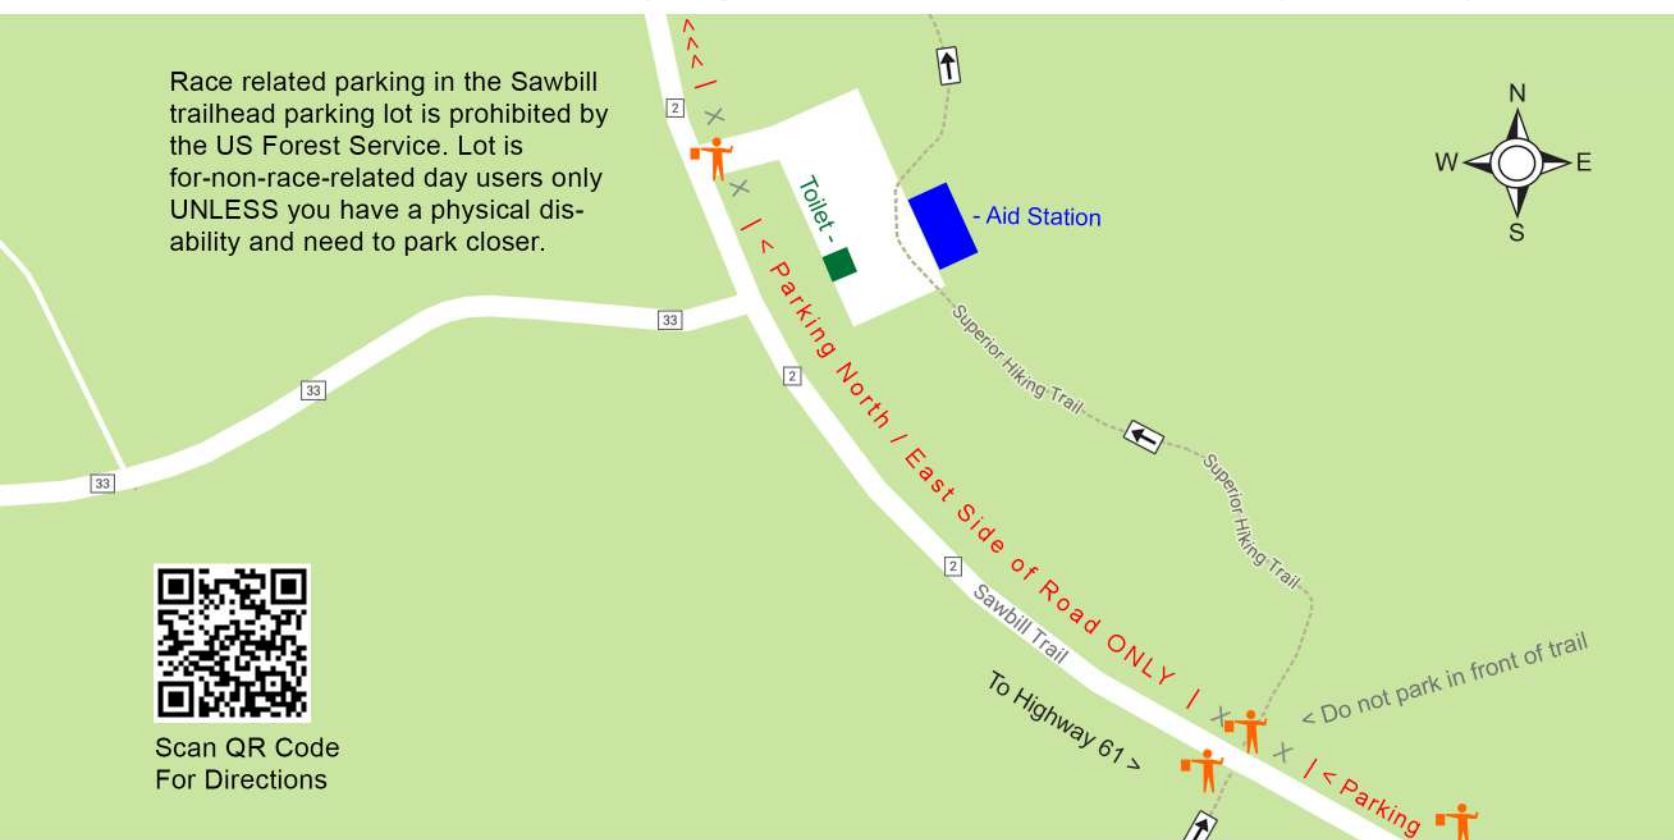 Race related parking in the Sawbill
trailhead parking lot is prohibited by
the US Forest Service. Lot is
for-non-race-related day users only
UNLESS you have a physical dis-
ability and need to park closer.
<<< |
2
X
X
N
W
E
S
Toilet -
- Aid Station
| < Parking North / East Side of Road ONLY |
33
33
33
2
2
Superior Hiking Trail
Superior Hiking Trail
Sawbill Trail
To Highway 61 >
X
X
< Do not park in front of trail
| < Parking
Scan QR Code
For Directions